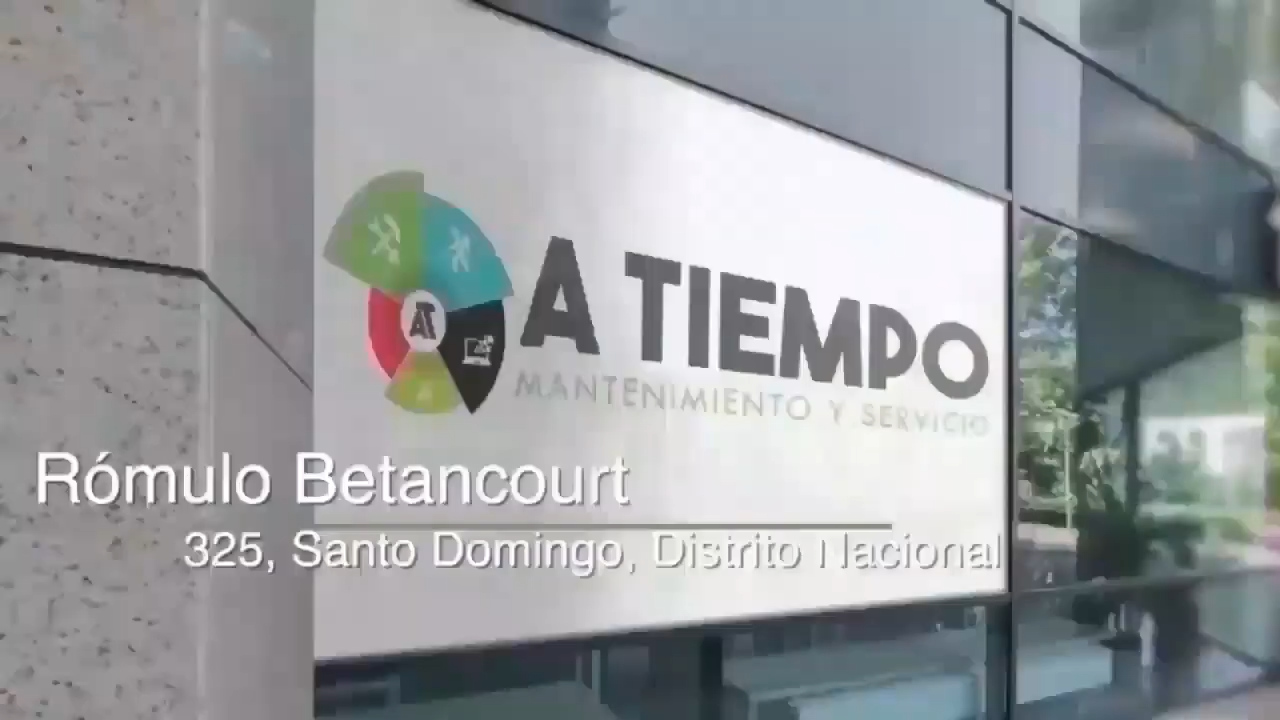 AT
A TIEMPO
MANTENIMIENTO Y SERVICIO
Rómulo Betancourt
325, Santo Domingo, Distrito Nacional